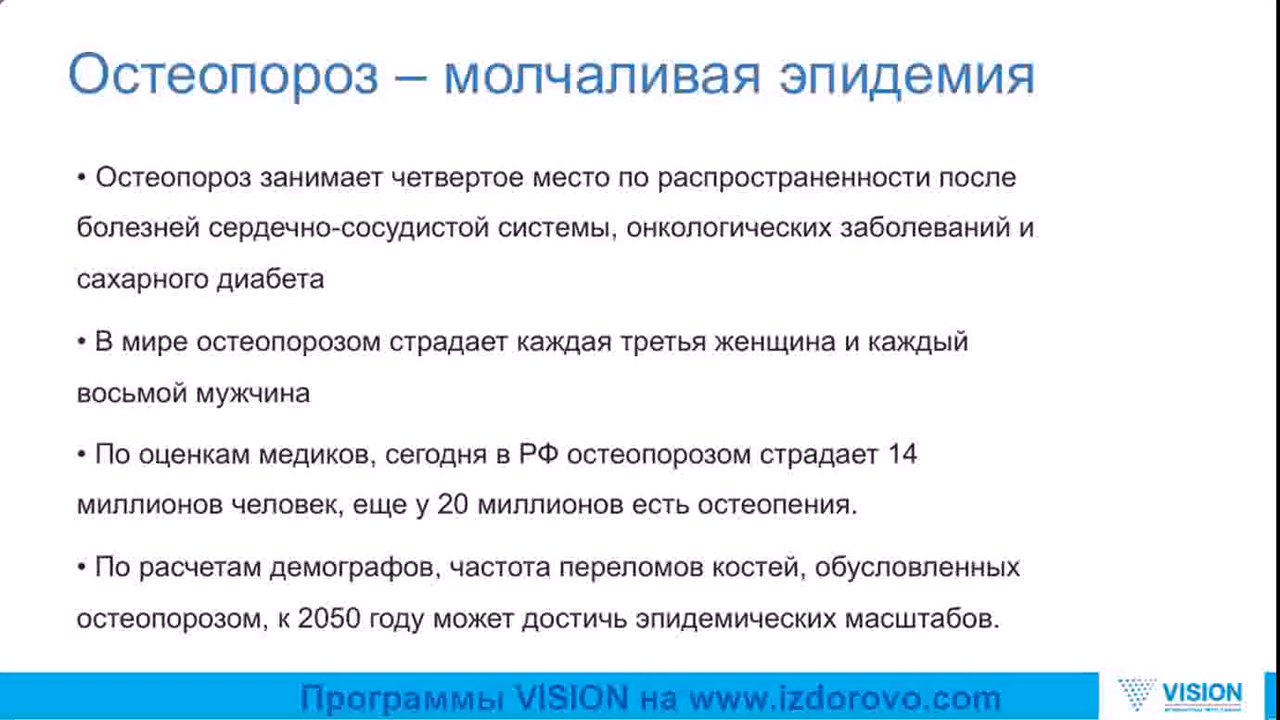 Остеопороз – молчаливая эпидемия
• Остеопороз занимает четвертое место по распространенности после
болезней сердечно-сосудистой системы, онкологических заболеваний и
сахарного диабета
• В мире остеопорозом страдает каждая третья женщина и каждый
восьмой мужчина
• По оценкам медиков, сегодня в РФ остеопорозом страдает 14
миллионов человек, еще у 20 миллионов есть остеопения.
• По расчетам демографов, частота переломов костей, обусловленных
остеопорозом, к 2050 году может достичь эпидемических масштабов.
Программы VISION на www.izdorovo.com
VISION